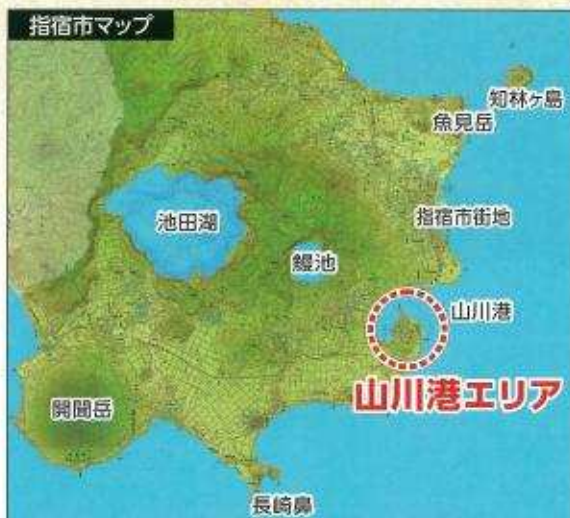 指宿市マップ
知林ヶ島
魚見岳
池田湖
指宿市街地
鰻池
山川港
山川港エリア
開聞岳
長崎鼻